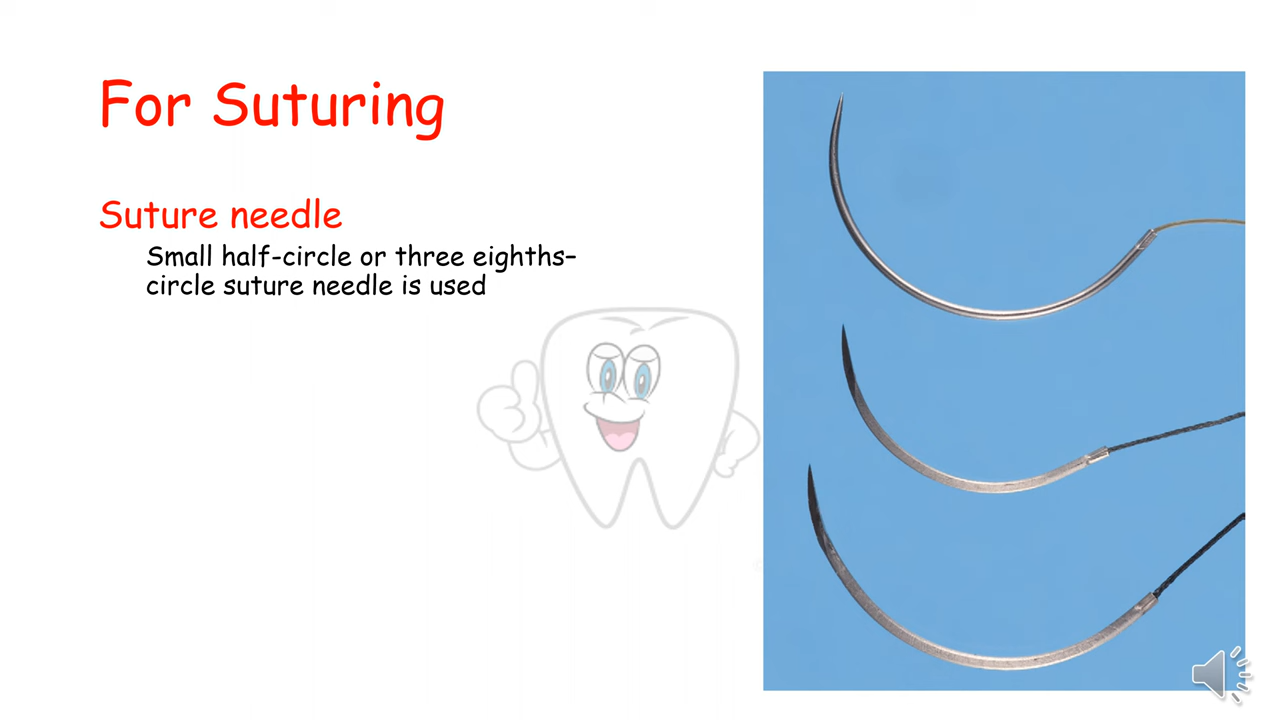 For Suturing
Suture needle
Small half-circle or three eighths–
circle suture needle is used